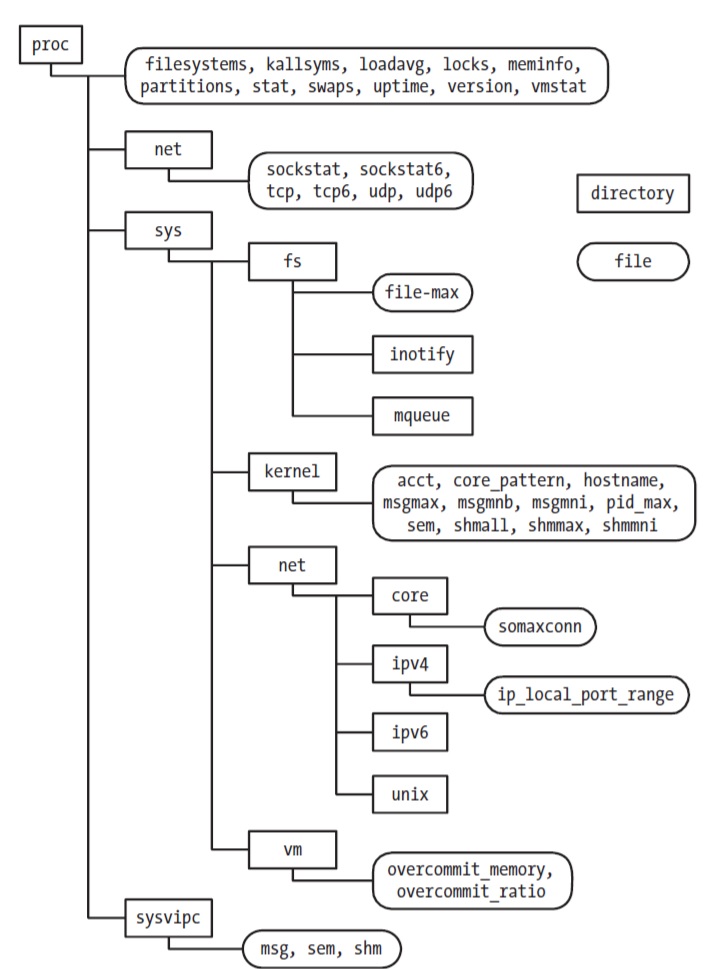 proc
filesystems, kallsyms, loadavg, locks, meminfo,
partitions, stat, swaps, uptime, version, vmstat
net
sockstat, sockstat6,
tcp, tcp6, udp, udp6
directory
sys
fs
file
file-max
inotify
mqueue
kernel
acct, core_pattern, hostname,
msgmax, msgmnb, msgmni, pid_max,
sem, shmall, shmmax, shmmni
net
core
somaxconn
ipv4
ip_local_port_range
ipv6
unix
vm
overcommit_memory,
overcommit_ratio
sysvipc
msg, sem, shm